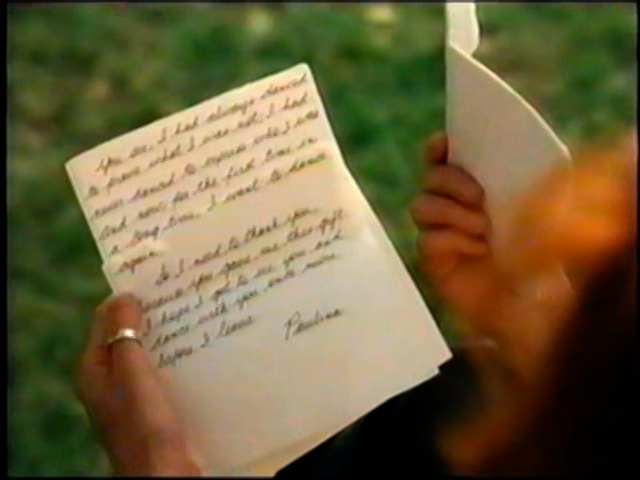 You see, I had always danced
to prove what I was not. I had
never danced to express who I was
And now, for the first time in
a long time, I want to dance
again.
So I need to thank you
because you gave me this gift
I hope I get to see you and
dance with you once more
before I leave
Paulina